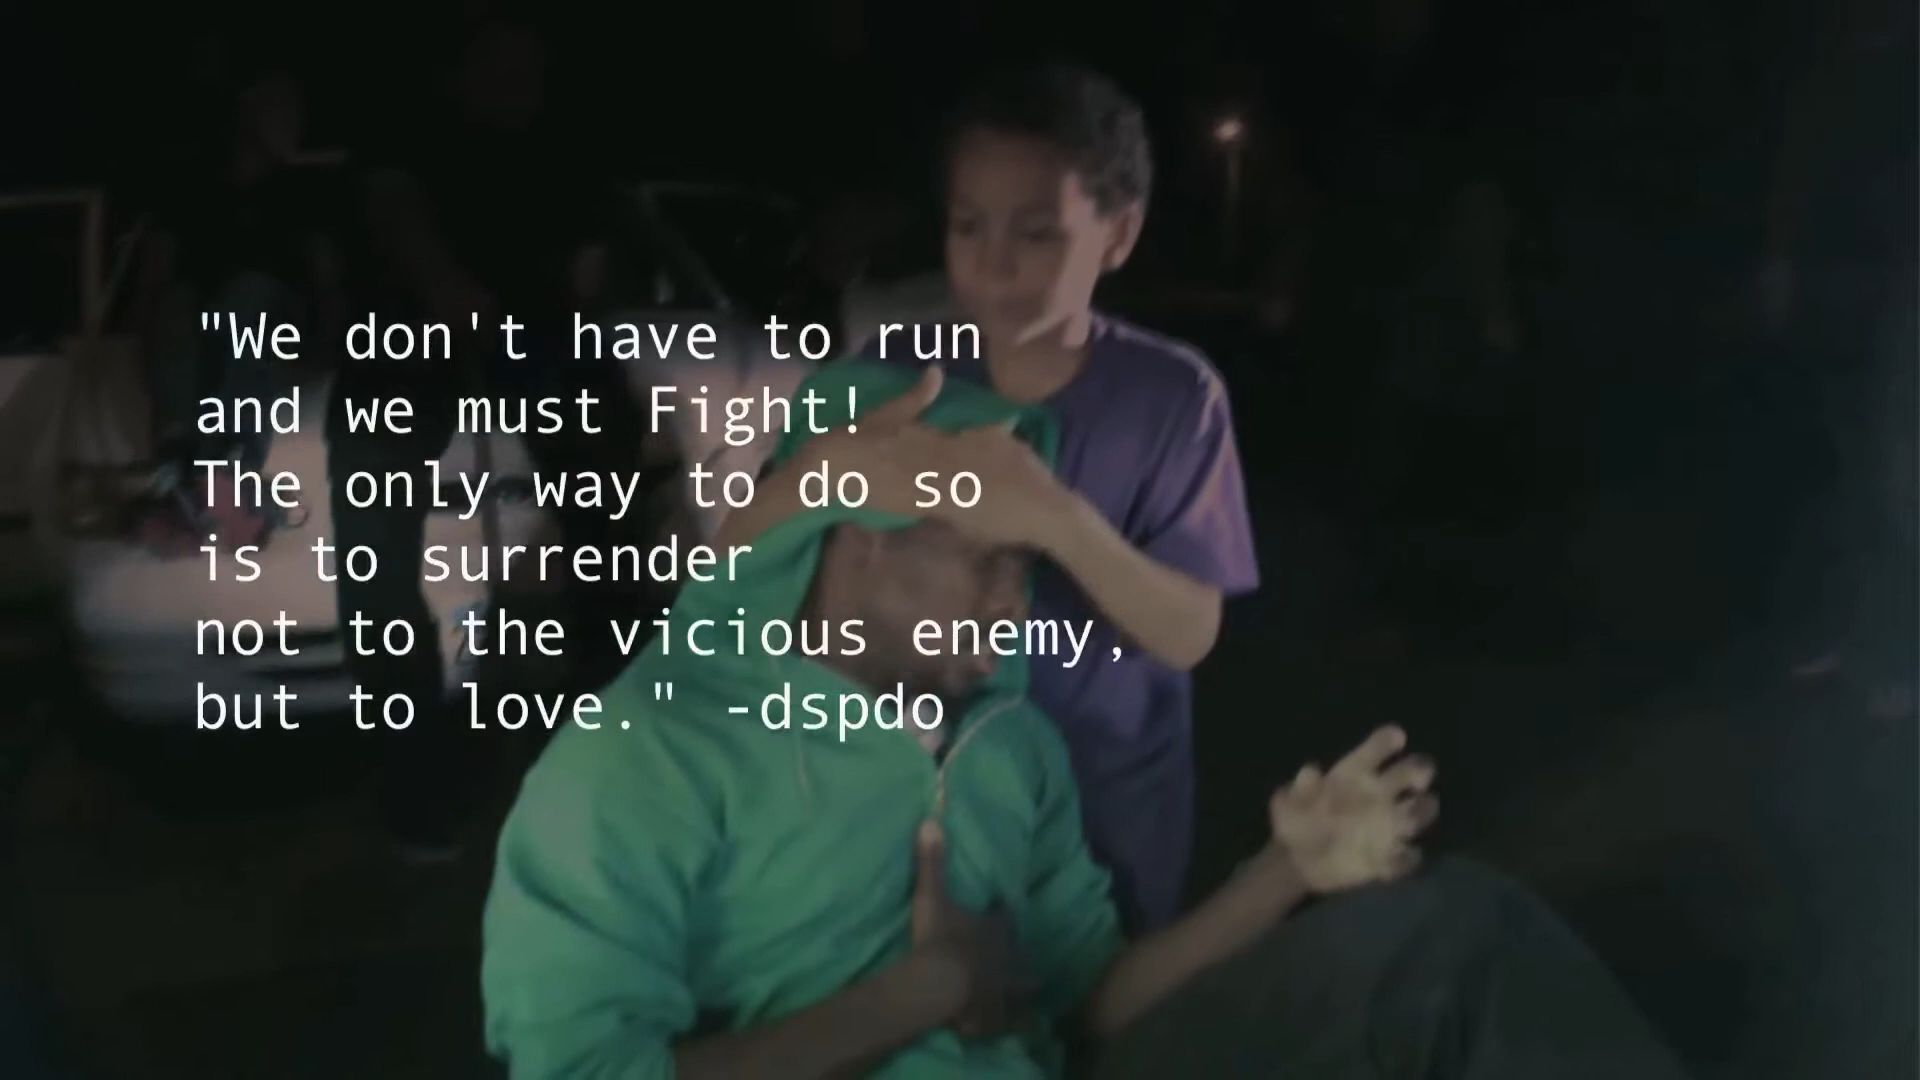 "We don't have to run
and we must Fight!
The only way to do so
is to surrender
not to the vicious enemy,
but to love." -dspdo